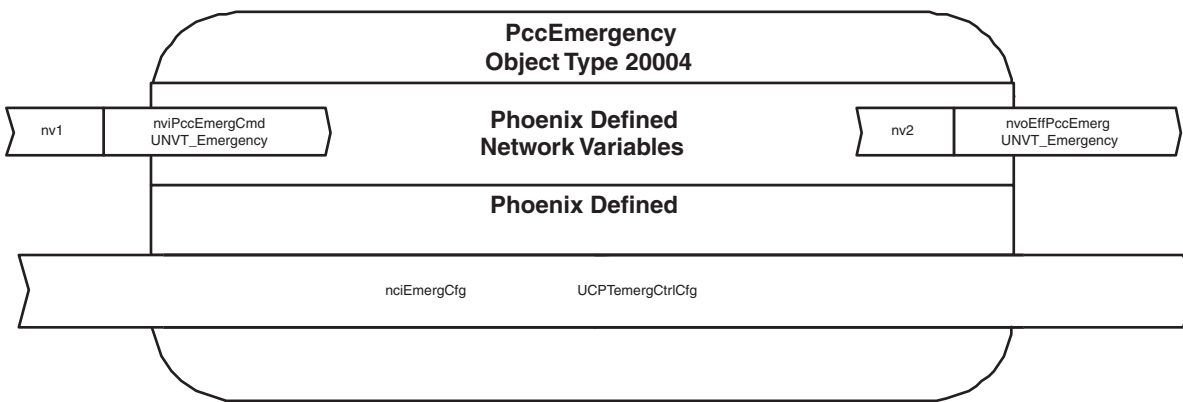 PccEmergency
Object Type 20004
nv1
nviPccEmergCmd
UNVT_Emergency
Phoenix Defined
Network Variables
nv2
nvoEffPccEmerg
UNVT_Emergency
Phoenix Defined
nciEmergCfg UCPTemergCtrlCfg